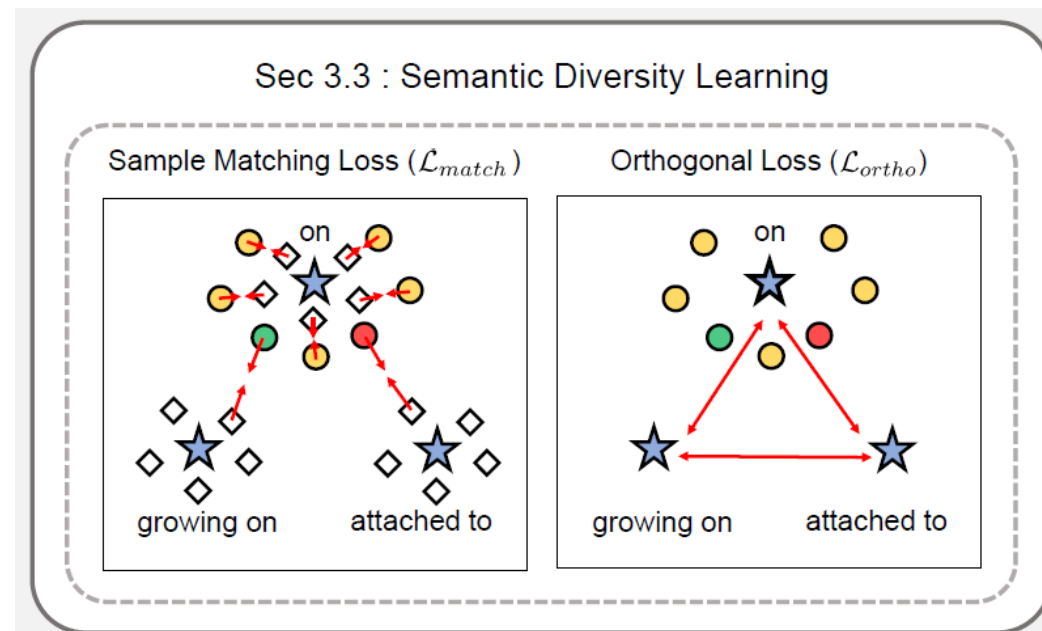 Sec 3.3 : Semantic Diversity Learning
Sample Matching Loss (ℒ_match)
on
growing on
attached to
Orthogonal Loss (ℒ_ortho)
on
growing on
attached to